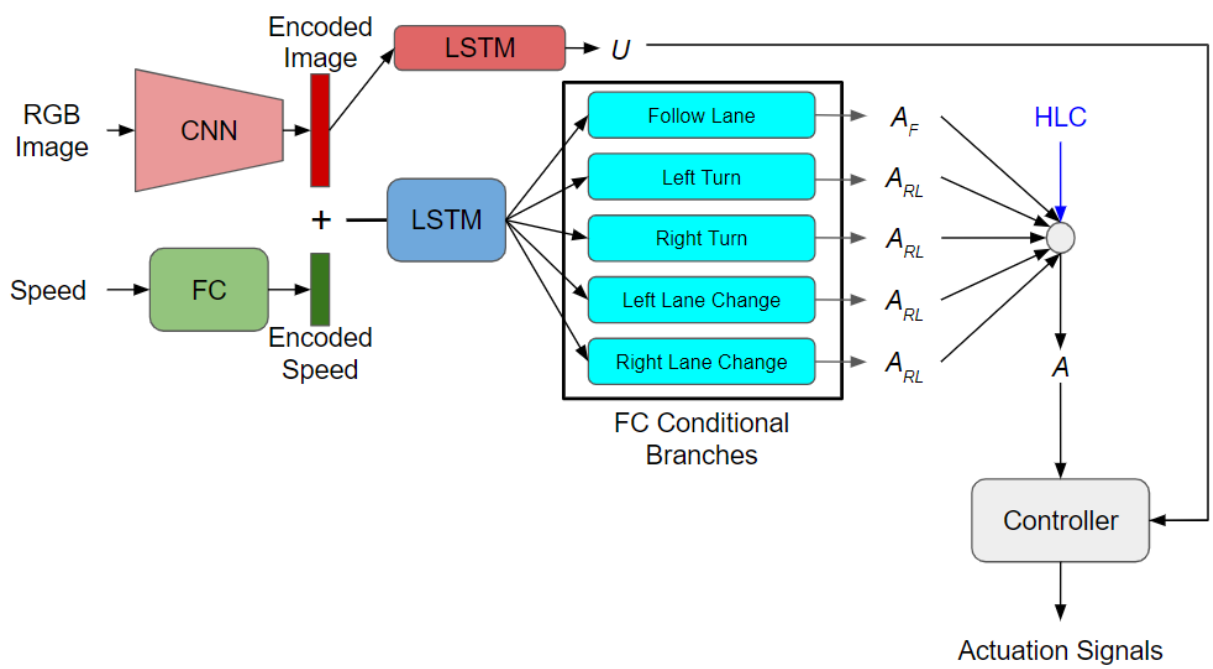 Encoded
Image
LSTM
U
RGB
Image
CNN
Follow Lane
A_F
HLC
Left Turn
A_RL
+
LSTM
Right Turn
A_RL
Speed
FC
Left Lane Change
A_RL
Encoded
Speed
Right Lane Change
A_RL
A
FC Conditional
Branches
Controller
Actuation Signals